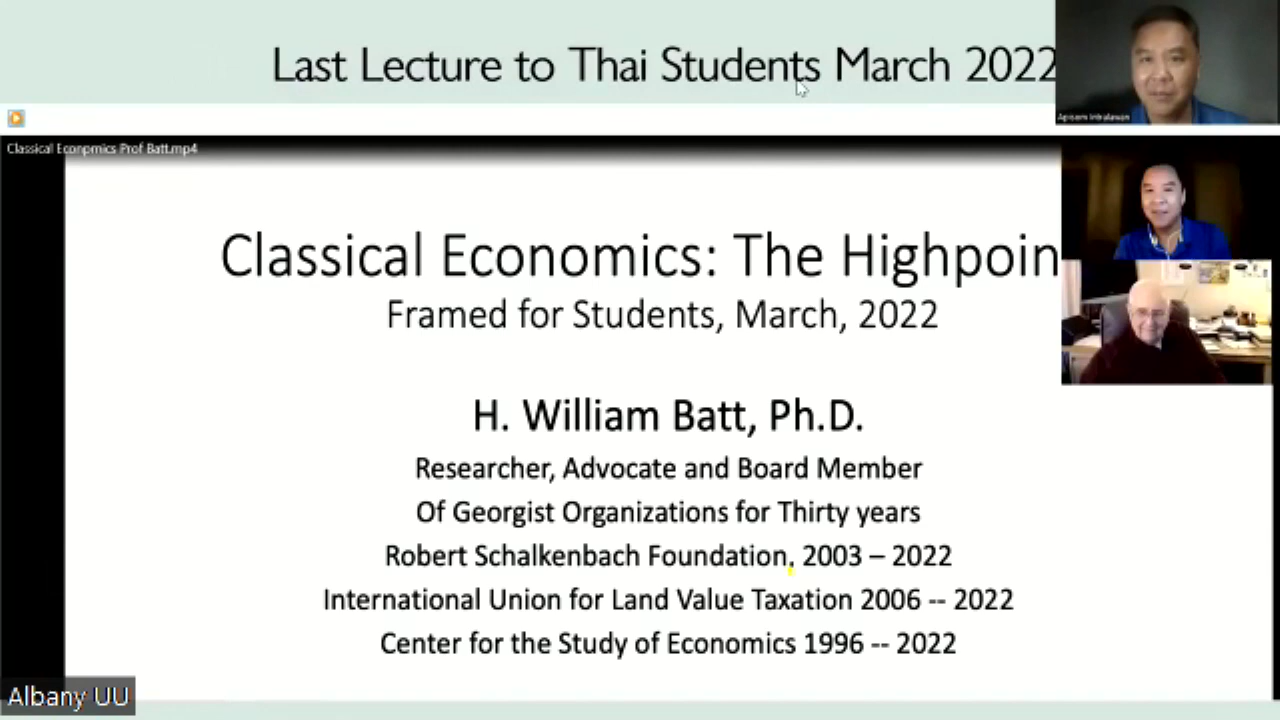 Last Lecture to Thai Students March 2022
Apisom Intralawan
Classical Econpmics Prof Batt.mp4
Classical Economics: The Highpoin
Framed for Students, March, 2022
H. William Batt, Ph.D.
Researcher, Advocate and Board Member
Of Georgist Organizations for Thirty years
Robert Schalkenbach Foundation, 2003 – 2022
International Union for Land Value Taxation 2006 -- 2022
Center for the Study of Economics 1996 -- 2022
Albany UU